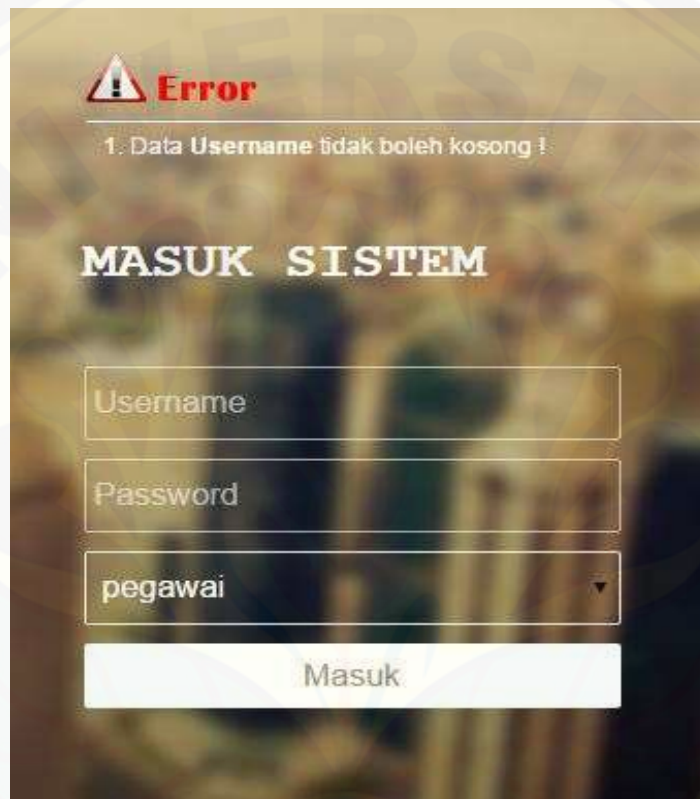 Error
1. Data Username tidak boleh kosong !
MASUK SISTEM
Username
Password
pegawai
Masuk